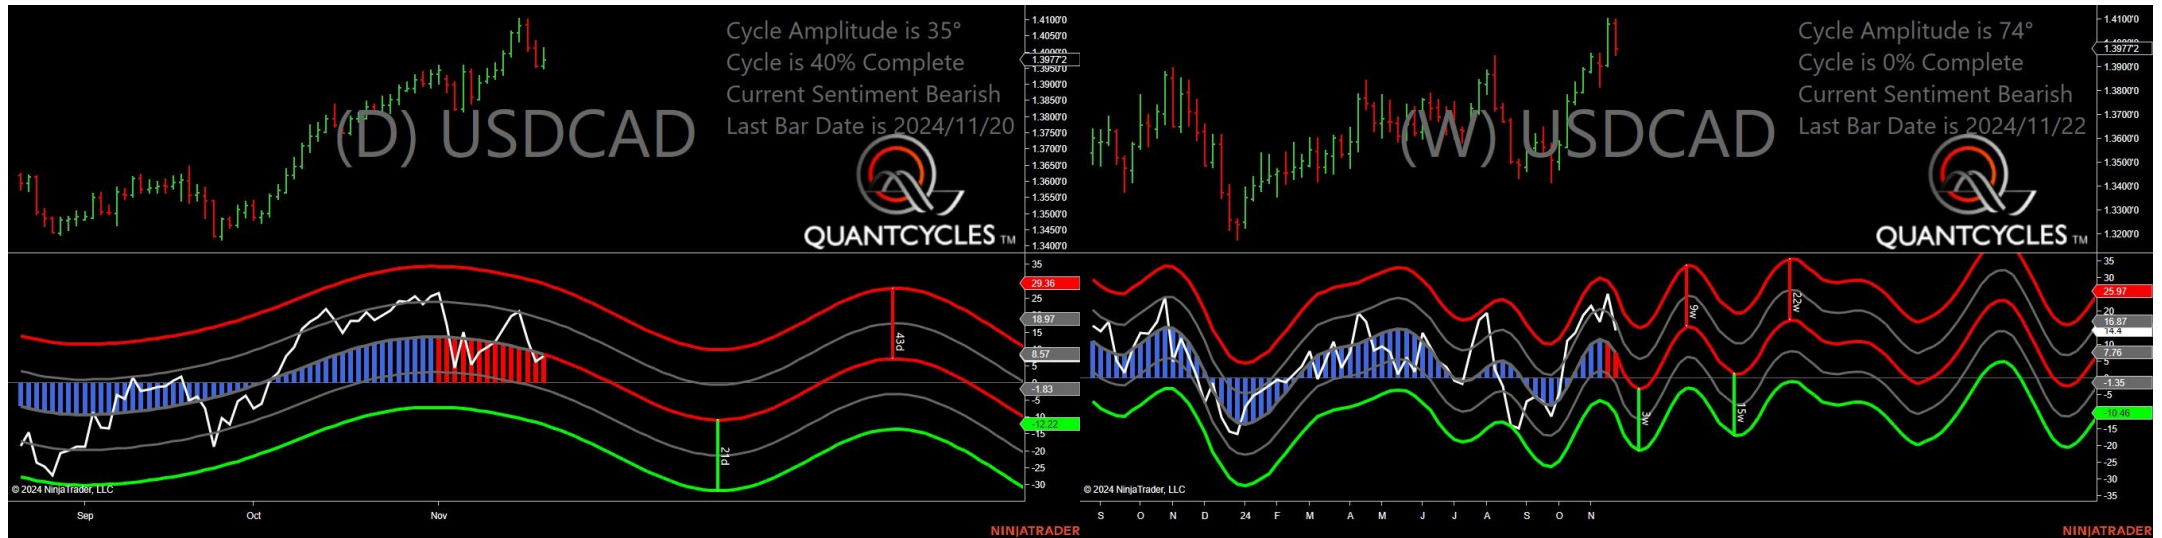 Cycle Amplitude is 35°
Cycle is 40% Complete
Current Sentiment Bearish
Last Bar Date is 2024/11/20
(D) USDCAD
QUANTCYCLES TM
1.4100'0
1.4050'0
1.3977'2
1.3950'0
1.3900'0
1.3850'0
1.3800'0
1.3750'0
1.3700'0
1.3650'0
1.3600'0
1.3550'0
1.3500'0
1.3450'0
1.3400'0
35
29.36
25
18.97
15
8.57
5
-1.83
-5
-10
-12.22
-15
-20
-25
-30
43d
21d
© 2024 NinjaTrader, LLC
Sep Oct Nov
NINJATRADER
Cycle Amplitude is 74°
Cycle is 0% Complete
Current Sentiment Bearish
Last Bar Date is 2024/11/22
(W) USDCAD
QUANTCYCLES TM
1.4100'0
1.3977'2
1.3900'0
1.3800'0
1.3700'0
1.3600'0
1.3500'0
1.3400'0
1.3300'0
1.3200'0
35
30
25.97
20
16.87
14.4
10
7.76
-1.35
-5
-10.46
-15
-20
-25
-30
-35
9w
22w
3w
15w
© 2024 NinjaTrader, LLC
S O N D 24 F M A M J J A S O N
NINJATRADER